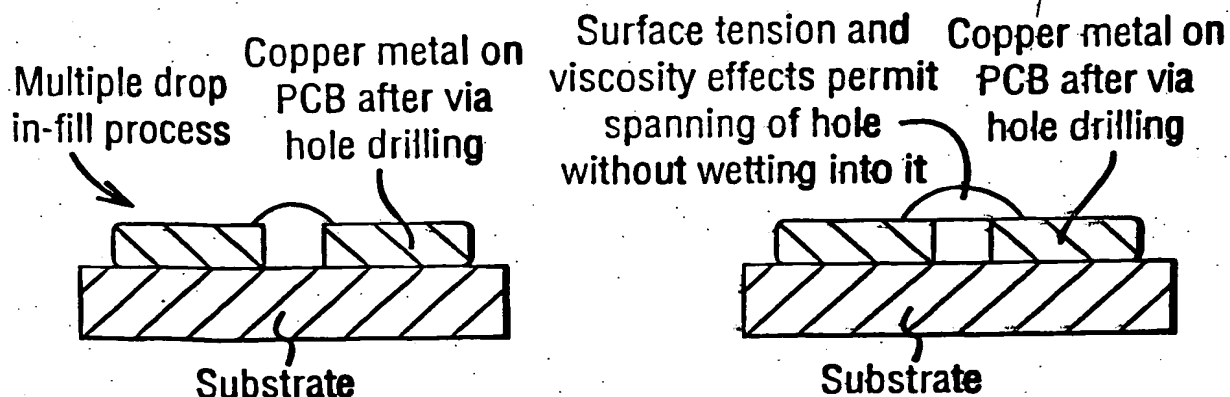 Multiple drop
in-fill process
Copper metal on
PCB after via
hole drilling
Substrate
Surface tension and
viscosity effects permit
spanning of hole
without wetting into it
Copper metal on
PCB after via
hole drilling
Substrate